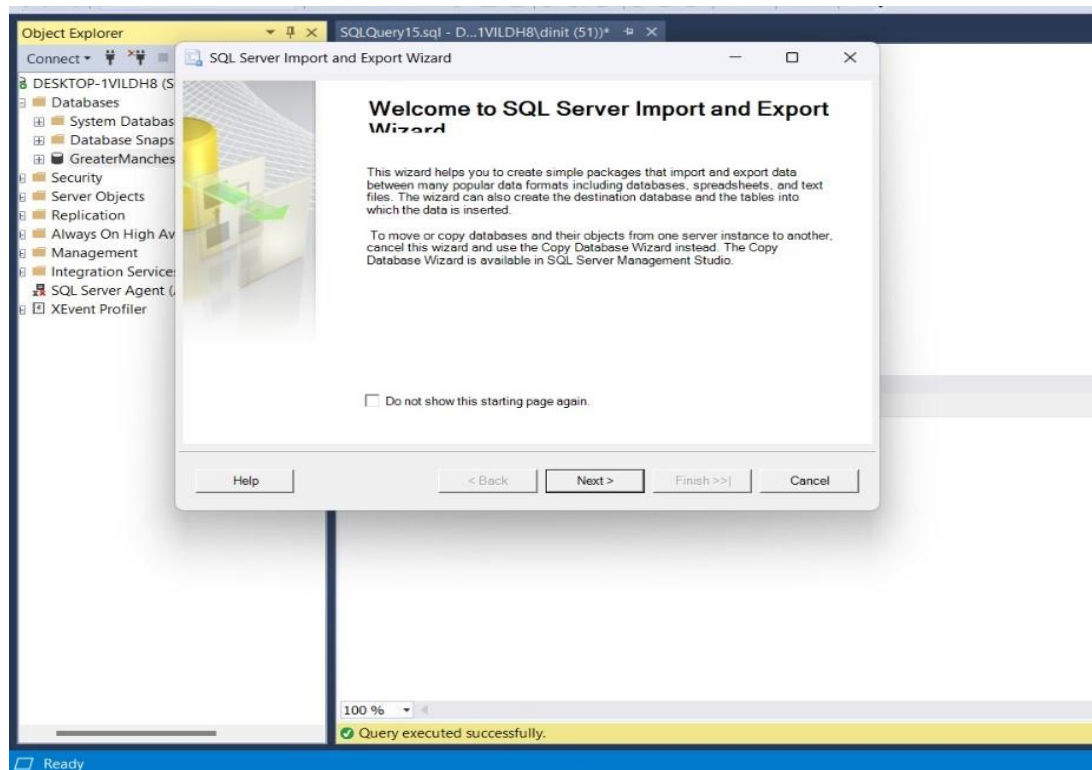 Object Explorer
SQLQuery15.sql - D...1VILDH8\dinit (51))*
Connect
SQL Server Import and Export Wizard
DESKTOP-1VILDH8 (S
Databases
System Databas
Database Snaps
GreaterManches
Security
Server Objects
Replication
Always On High Av
Management
Integration Service
SQL Server Agent (
XEvent Profiler
Welcome to SQL Server Import and Export
Wizard
This wizard helps you to create simple packages that import and export data
between many popular data formats including databases, spreadsheets, and text
files. The wizard can also create the destination database and the tables into
which the data is inserted.
To move or copy databases and their objects from one server instance to another,
cancel this wizard and use the Copy Database Wizard instead. The Copy
Database Wizard is available in SQL Server Management Studio.
Do not show this starting page again.
Help
< Back
Next >
Finish >>|
Cancel
100 %
Query executed successfully.
Ready